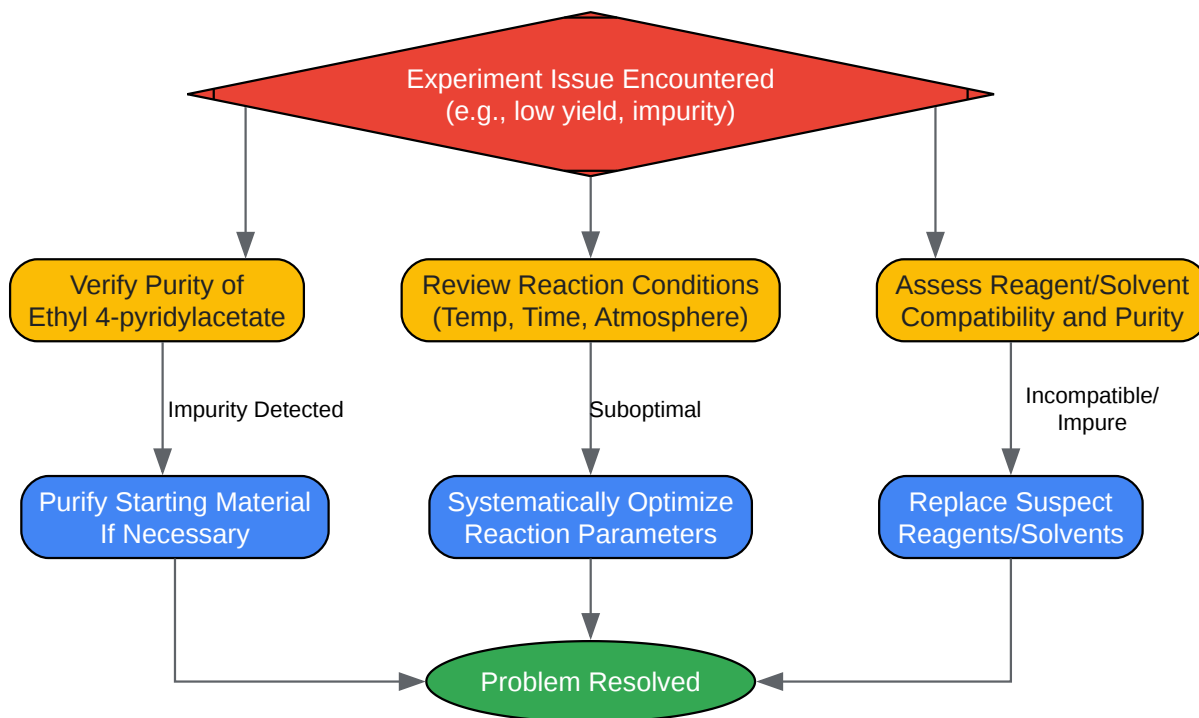 Experiment Issue Encountered
(e.g., low yield, impurity)
Verify Purity of
Ethyl 4-pyridylacetate
Review Reaction Conditions
(Temp, Time, Atmosphere)
Assess Reagent/Solvent
Compatibility and Purity
Impurity Detected
Suboptimal
Incompatible/
Impure
Purify Starting Material
If Necessary
Systematically Optimize
Reaction Parameters
Replace Suspect
Reagents/Solvents
Problem Resolved